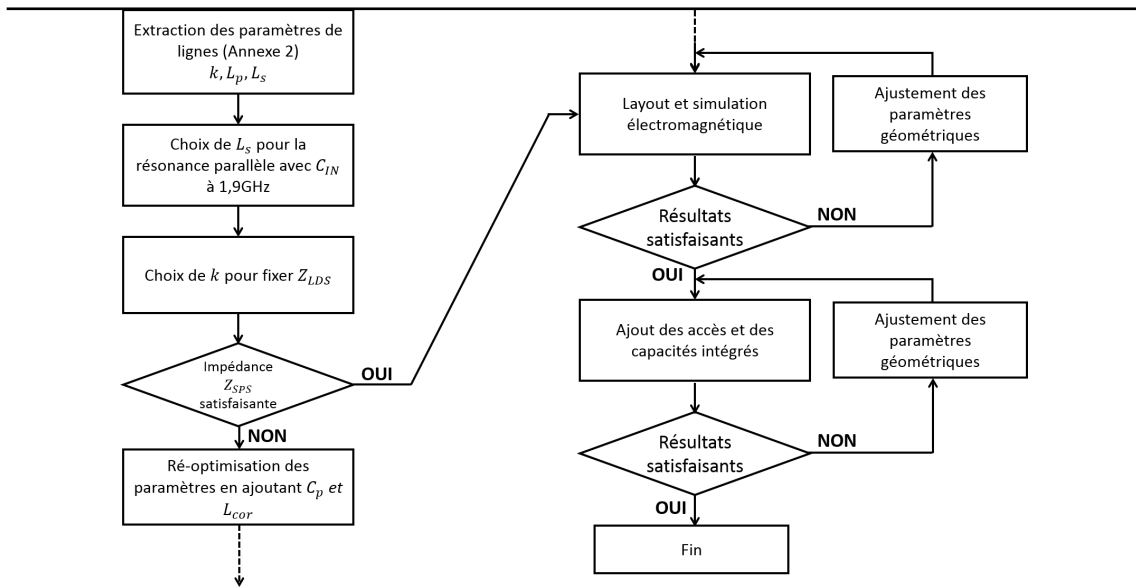 Extraction des paramètres de
lignes (Annexe 2)
k, L_p, L_s
Choix de L_s pour la
résonance parallèle avec C_IN
à 1,9GHz
Choix de k pour fixer Z_LDS
Impédance
Z_SPS
satisfaisante
OUI
NON
Ré-optimisation des
paramètres en ajoutant C_p et
L_cor
Layout et simulation
électromagnétique
Ajustement des
paramètres
géométriques
Résultats
satisfaisants
NON
OUI
Ajout des accès et des
capacités intégrés
Ajustement des
paramètres
géométriques
Résultats
satisfaisants
NON
OUI
Fin